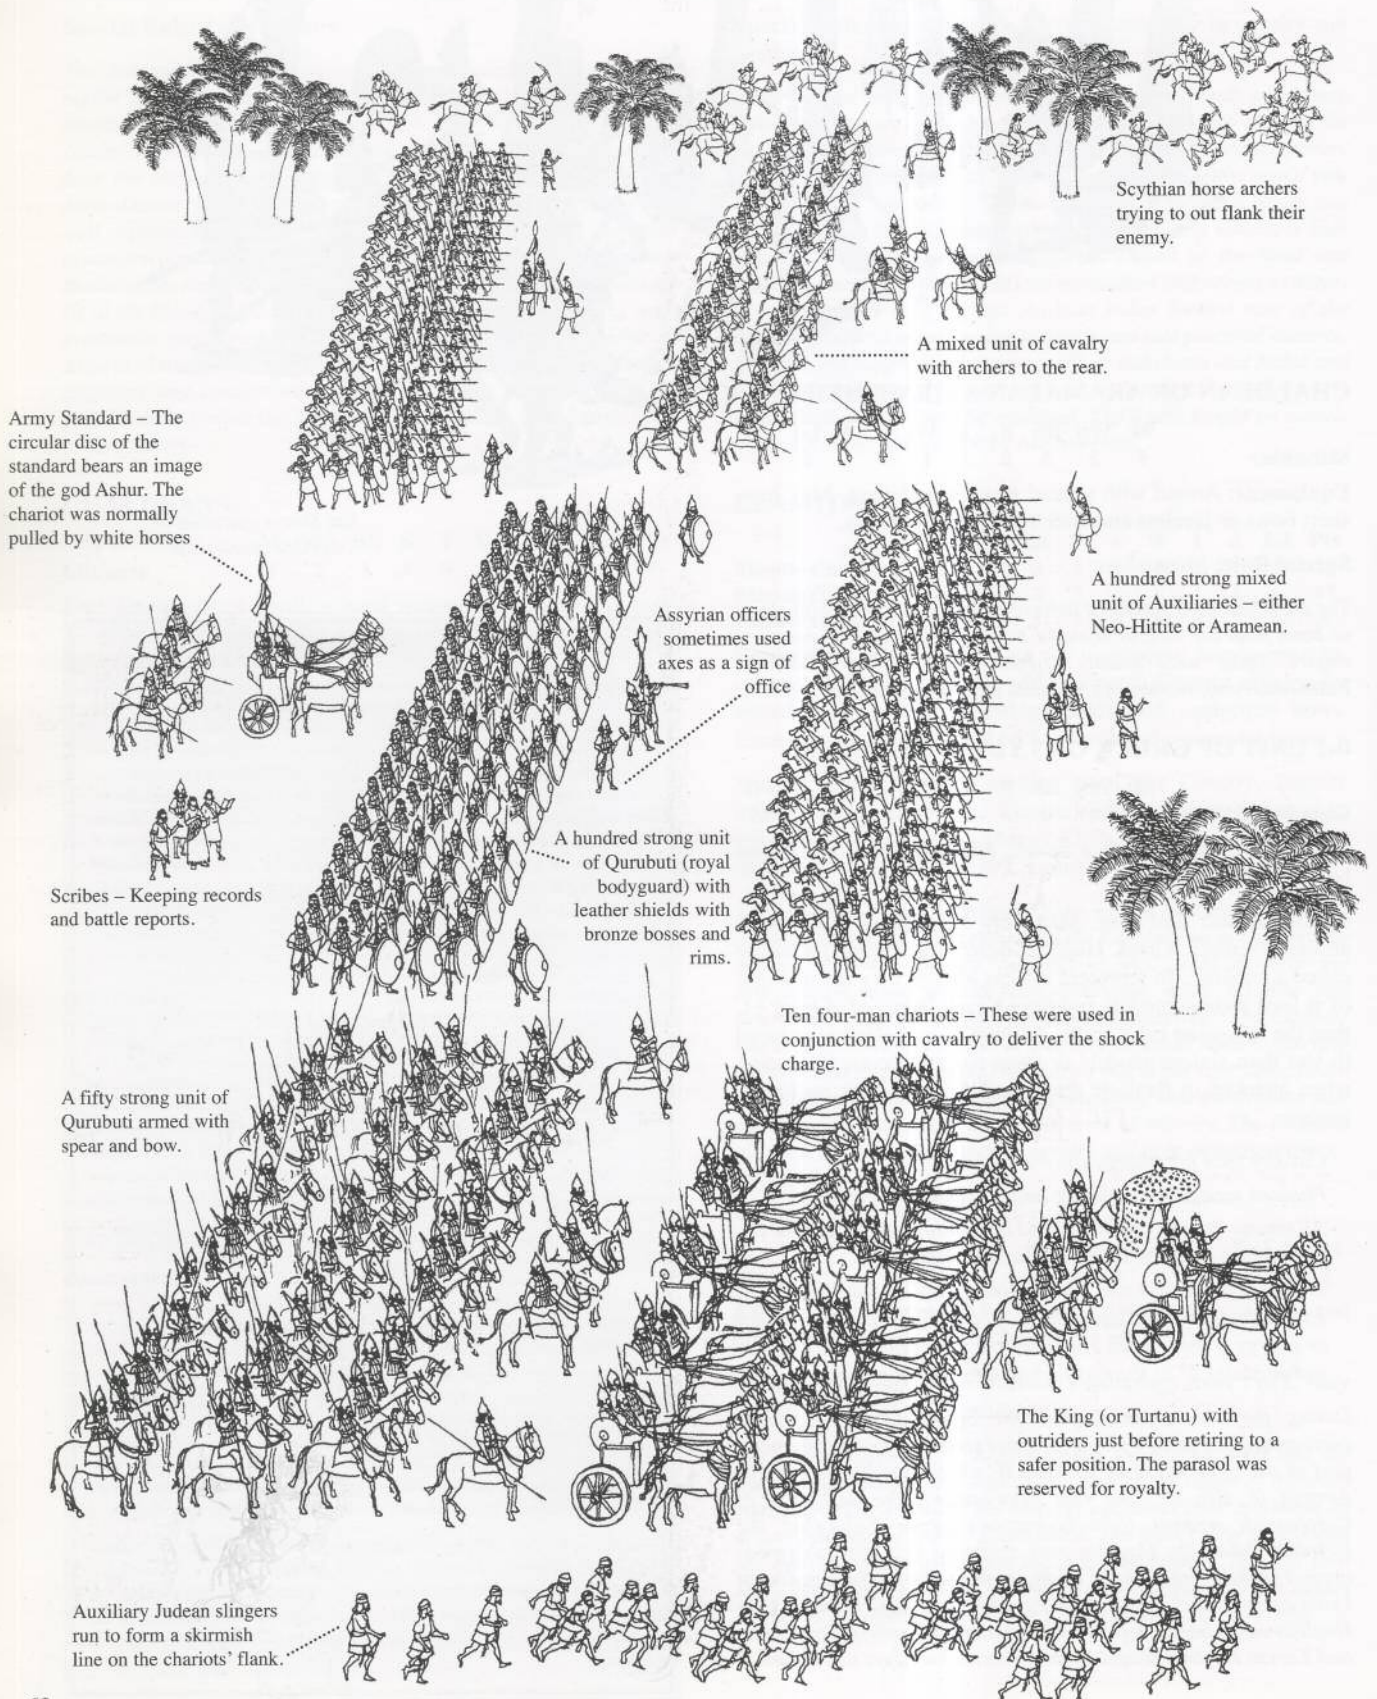 Scythian horse archers
trying to out flank their
enemy.
A mixed unit of cavalry
with archers to the rear.
Army Standard – The
circular disc of the
standard bears an image
of the god Ashur. The
chariot was normally
pulled by white horses
A hundred strong mixed
unit of Auxiliaries – either
Neo-Hittite or Aramean.
Assyrian officers
sometimes used
axes as a sign of
office
A hundred strong unit
of Qurubuti (royal
bodyguard) with
leather shields with
bronze bosses and
rims.
Scribes – Keeping records
and battle reports.
Ten four-man chariots – These were used in
conjunction with cavalry to deliver the shock
charge.
A fifty strong unit of
Qurubuti armed with
spear and bow.
The King (or Turtanu) with
outriders just before retiring to a
safer position. The parasol was
reserved for royalty.
Auxiliary Judean slingers
run to form a skirmish
line on the chariots' flank.